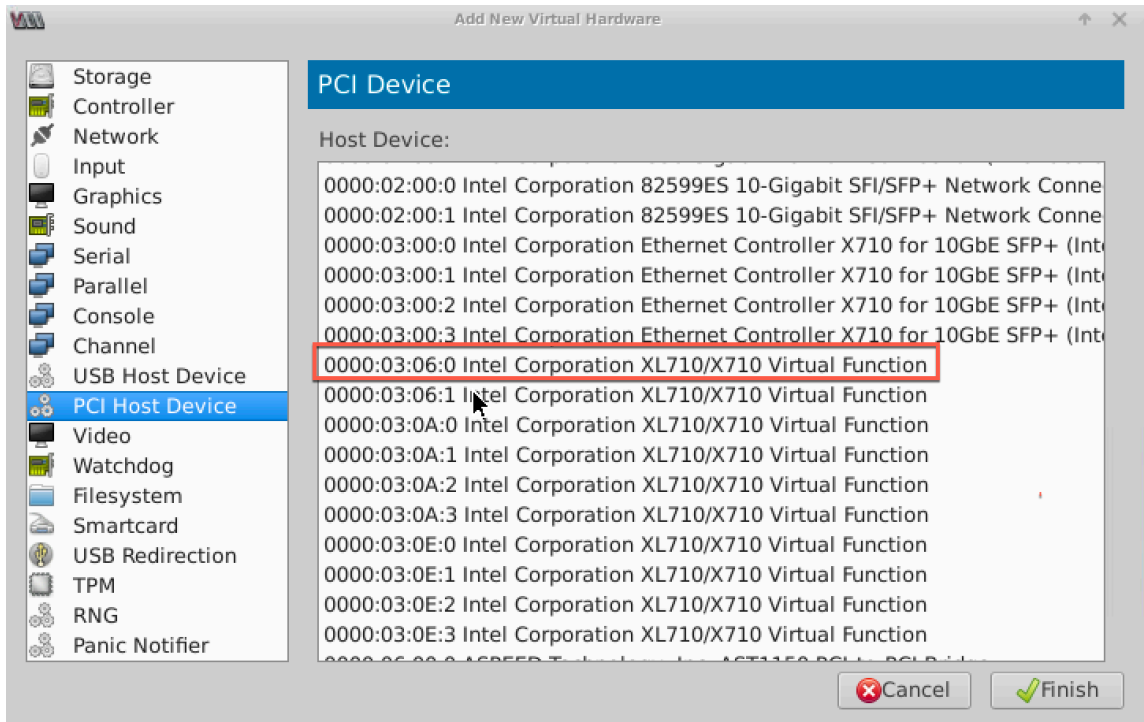 Add New Virtual Hardware
Storage
Controller
Network
Input
Graphics
Sound
Serial
Parallel
Console
Channel
USB Host Device
PCI Host Device
Video
Watchdog
Filesystem
Smartcard
USB Redirection
TPM
RNG
Panic Notifier
PCI Device
Host Device:
0000:02:00:0 Intel Corporation 82599ES 10-Gigabit SFI/SFP+ Network Conne
0000:02:00:1 Intel Corporation 82599ES 10-Gigabit SFI/SFP+ Network Conne
0000:03:00:0 Intel Corporation Ethernet Controller X710 for 10GbE SFP+ (Inte
0000:03:00:1 Intel Corporation Ethernet Controller X710 for 10GbE SFP+ (Inte
0000:03:00:2 Intel Corporation Ethernet Controller X710 for 10GbE SFP+ (Inte
0000:03:00:3 Intel Corporation Ethernet Controller X710 for 10GbE SFP+ (Inte
0000:03:06:0 Intel Corporation XL710/X710 Virtual Function
0000:03:06:1 Intel Corporation XL710/X710 Virtual Function
0000:03:0A:0 Intel Corporation XL710/X710 Virtual Function
0000:03:0A:1 Intel Corporation XL710/X710 Virtual Function
0000:03:0A:2 Intel Corporation XL710/X710 Virtual Function
0000:03:0A:3 Intel Corporation XL710/X710 Virtual Function
0000:03:0E:0 Intel Corporation XL710/X710 Virtual Function
0000:03:0E:1 Intel Corporation XL710/X710 Virtual Function
0000:03:0E:2 Intel Corporation XL710/X710 Virtual Function
0000:03:0E:3 Intel Corporation XL710/X710 Virtual Function
Cancel
Finish